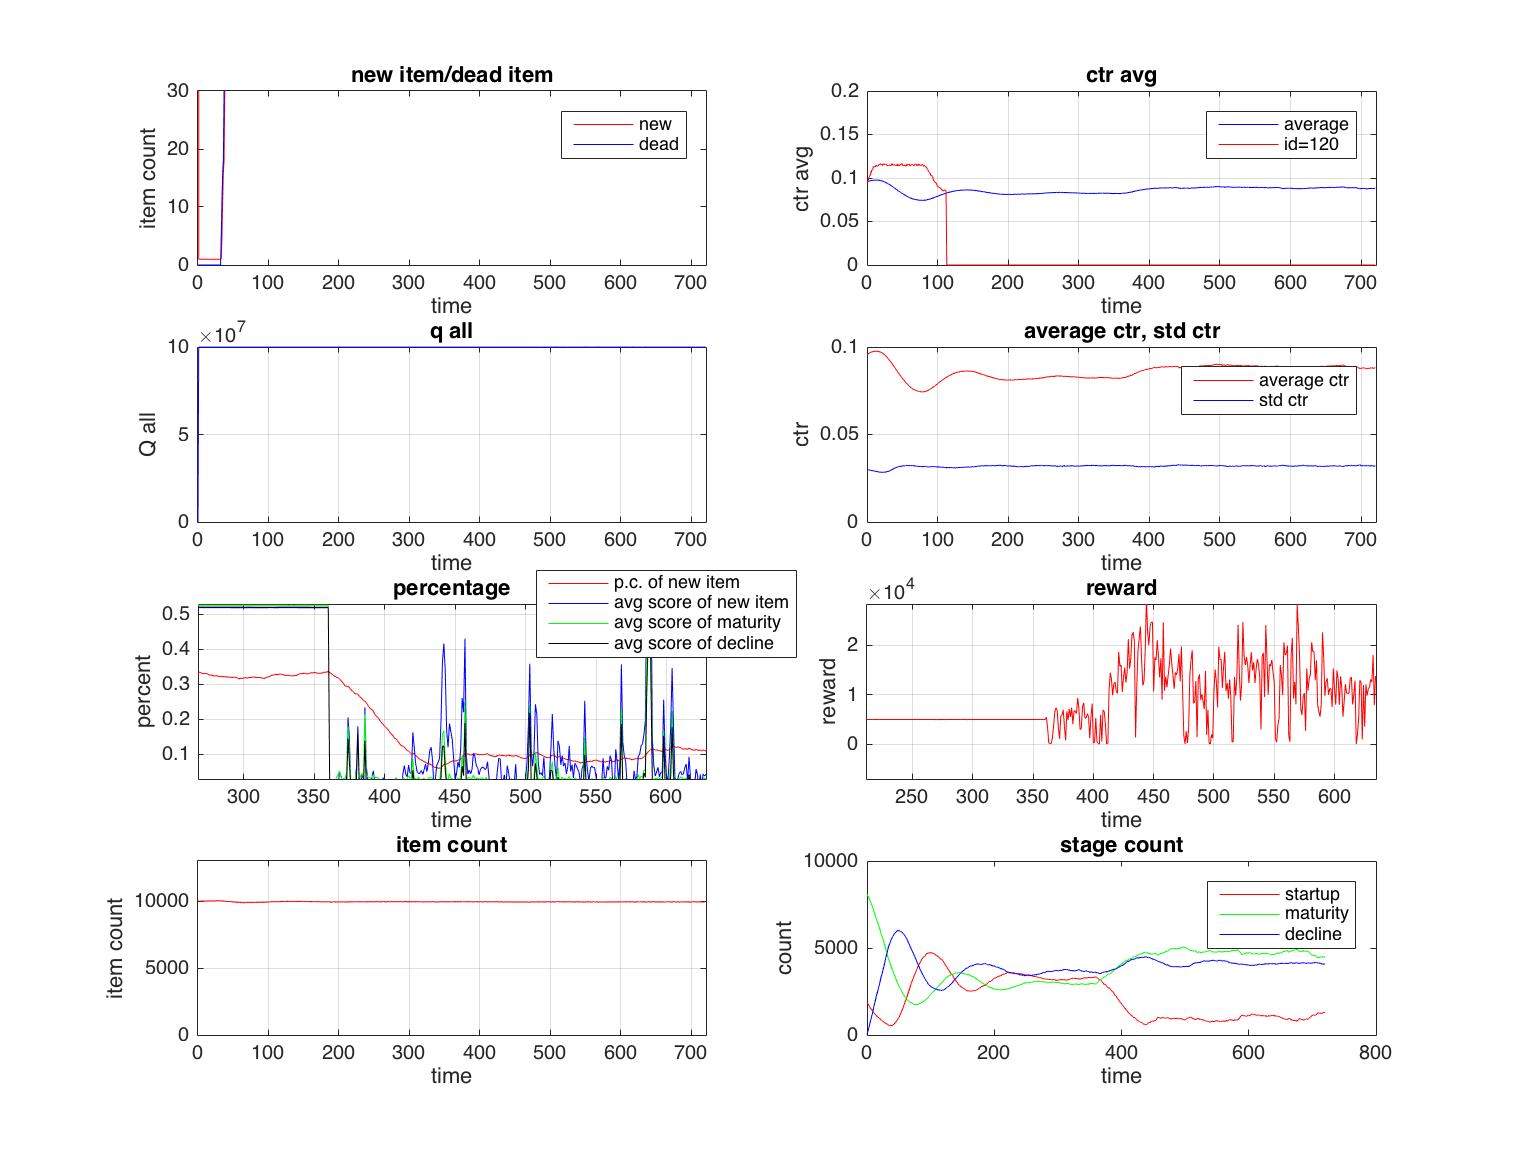 new item/dead item
30
20
10
0
item count
new
dead
0 100 200 300 400 500 600 700
time
ctr avg
0.2
0.15
0.1
0.05
0
ctr avg
average
id=120
0 100 200 300 400 500 600 700
time
q all
×10^7
10
5
0
Q all
0 100 200 300 400 500 600 700
time
average ctr, std ctr
0.1
0.05
0
ctr
average ctr
std ctr
0 100 200 300 400 500 600 700
time
percentage
0.5
0.4
0.3
0.2
0.1
percent
p.c. of new item
avg score of new item
avg score of maturity
avg score of decline
300 350 400 450 500 550 600
time
reward
×10^4
2
1
0
reward
250 300 350 400 450 500 550 600
time
item count
10000
5000
0
item count
0 100 200 300 400 500 600 700
time
stage count
10000
5000
0
count
startup
maturity
decline
0 200 400 600 800
time